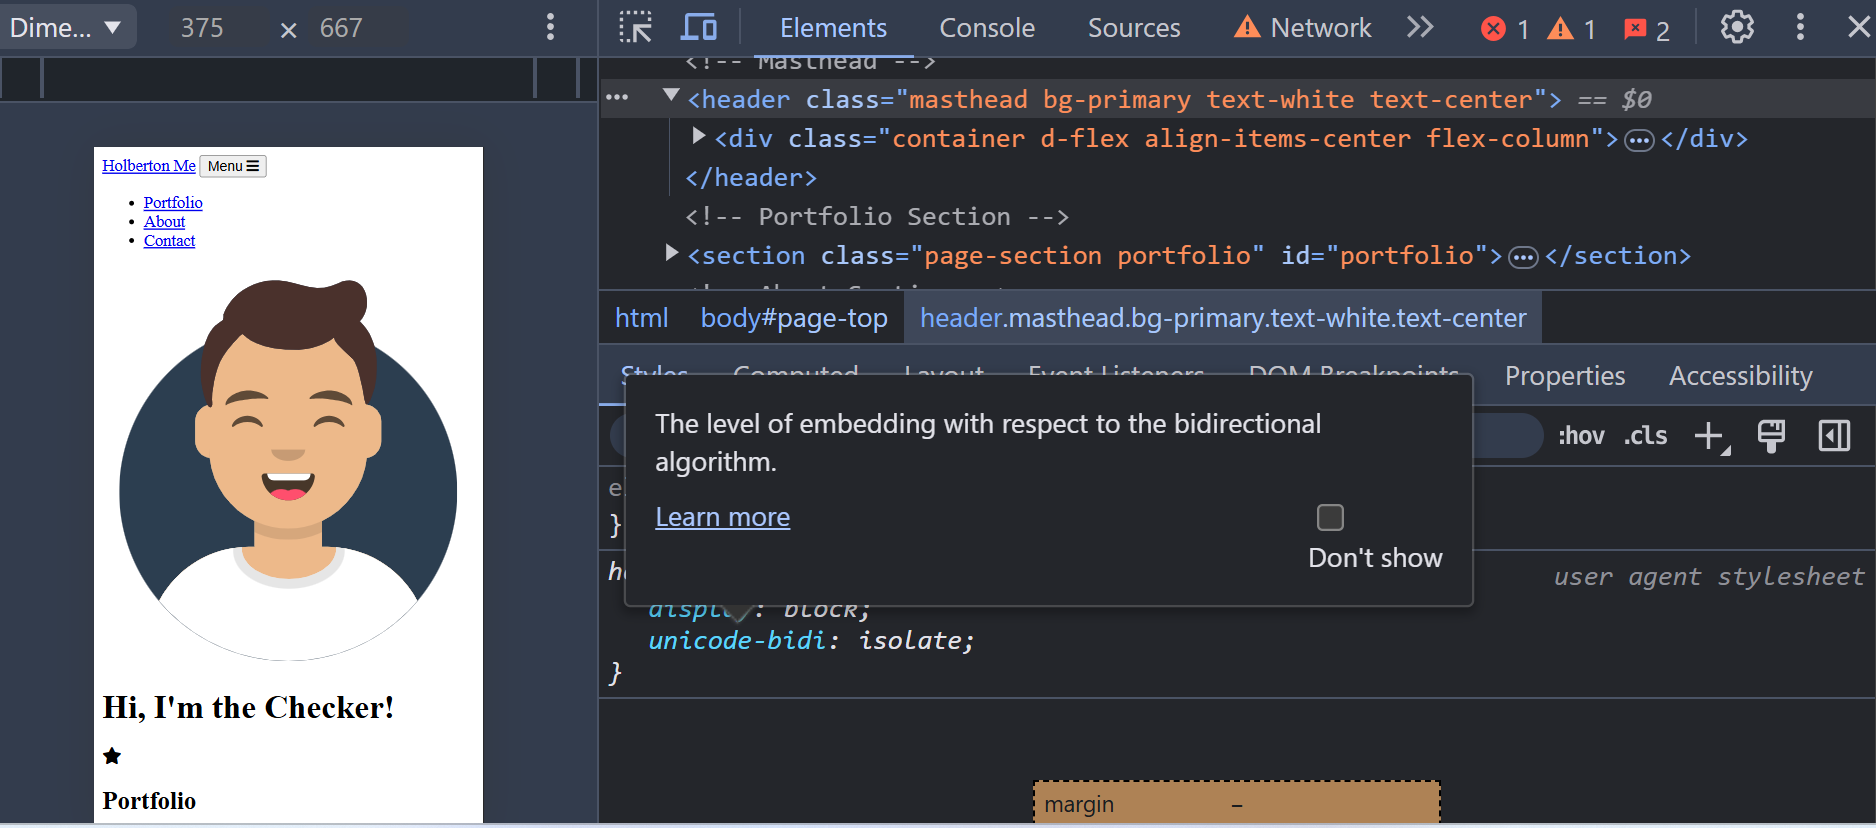 Dime... ▼ 375 × 667
Elements Console Sources Network 1 1 2
Holberton Me Menu ☰
• Portfolio
• About
• Contact
Hi, I'm the Checker!
Portfolio
<!-- Masthead -->
••• ▼<header class="masthead bg-primary text-white text-center"> == $0
▶<div class="container d-flex align-items-center flex-column">•••</div>
</header>
<!-- Portfolio Section -->
▶<section class="page-section portfolio" id="portfolio">•••</section>
html body#page-top header.masthead.bg-primary.text-white.text-center
Styles Computed Layout Event Listeners DOM Breakpoints Properties Accessibility
:hov .cls
The level of embedding with respect to the bidirectional
algorithm.
Learn more
Don't show
}
user agent stylesheet
display: block;
unicode-bidi: isolate;
}
margin –